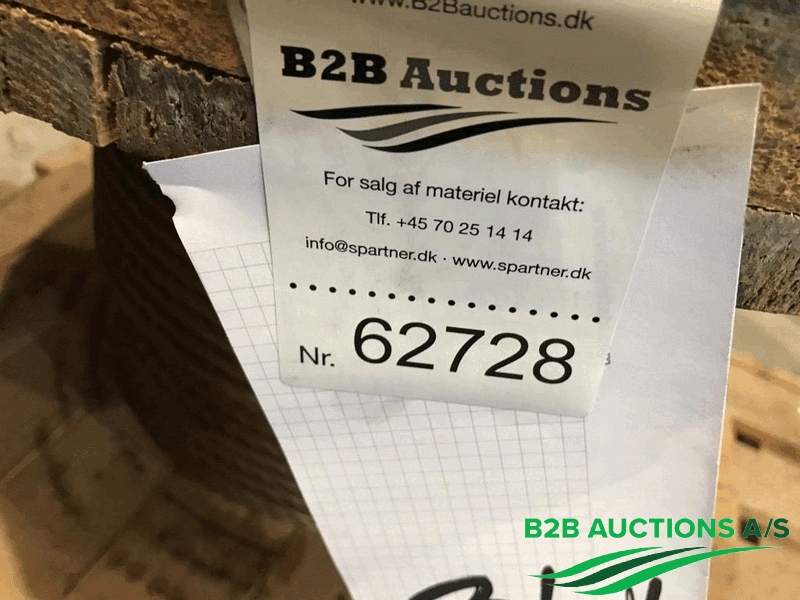 www.B2Bauctions.dk
B2B Auctions
For salg af materiel kontakt:
Tlf. +45 70 25 14 14
info@spartner.dk · www.spartner.dk
Nr. 62728
B2B AUCTIONS A/S